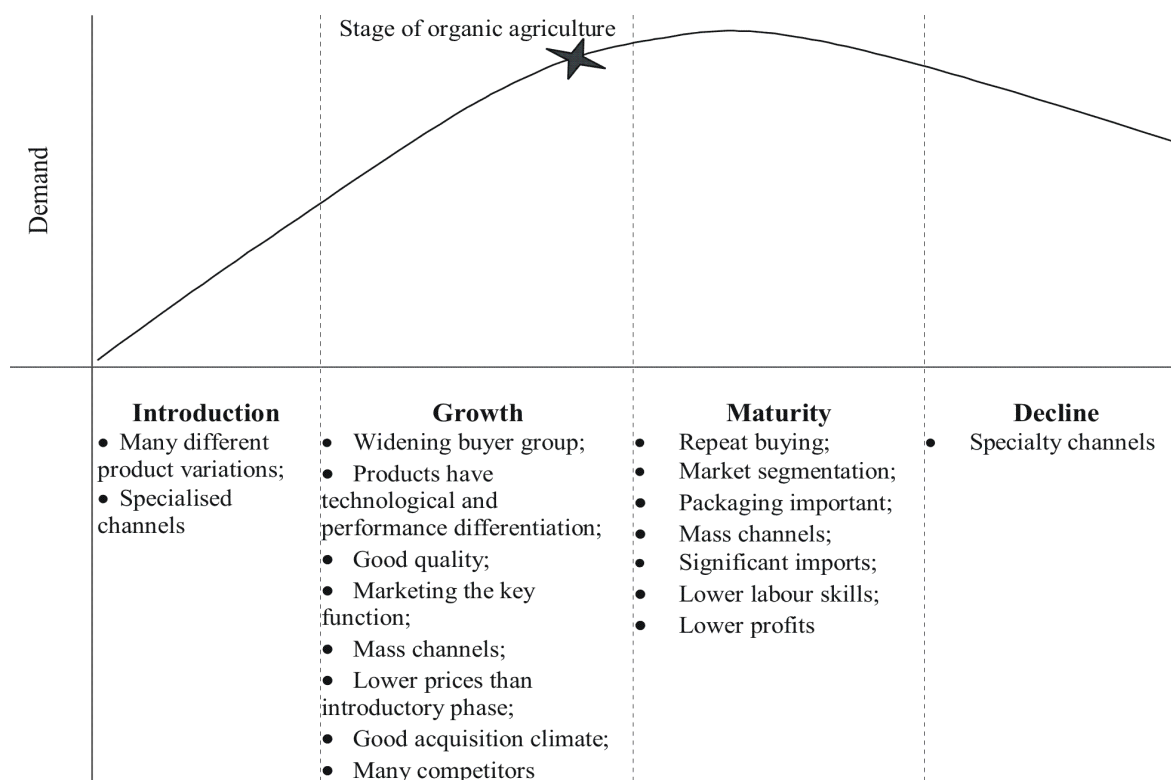 Stage of organic agriculture
Demand
Introduction
• Many different
product variations;
• Specialised
channels
Growth
• Widening buyer group;
• Products have
technological and
performance differentiation;
• Good quality;
• Marketing the key
function;
• Mass channels;
• Lower prices than
introductory phase;
• Good acquisition climate;
• Many competitors
Maturity
• Repeat buying;
• Market segmentation;
• Packaging important;
• Mass channels;
• Significant imports;
• Lower labour skills;
• Lower profits
Decline
• Specialty channels